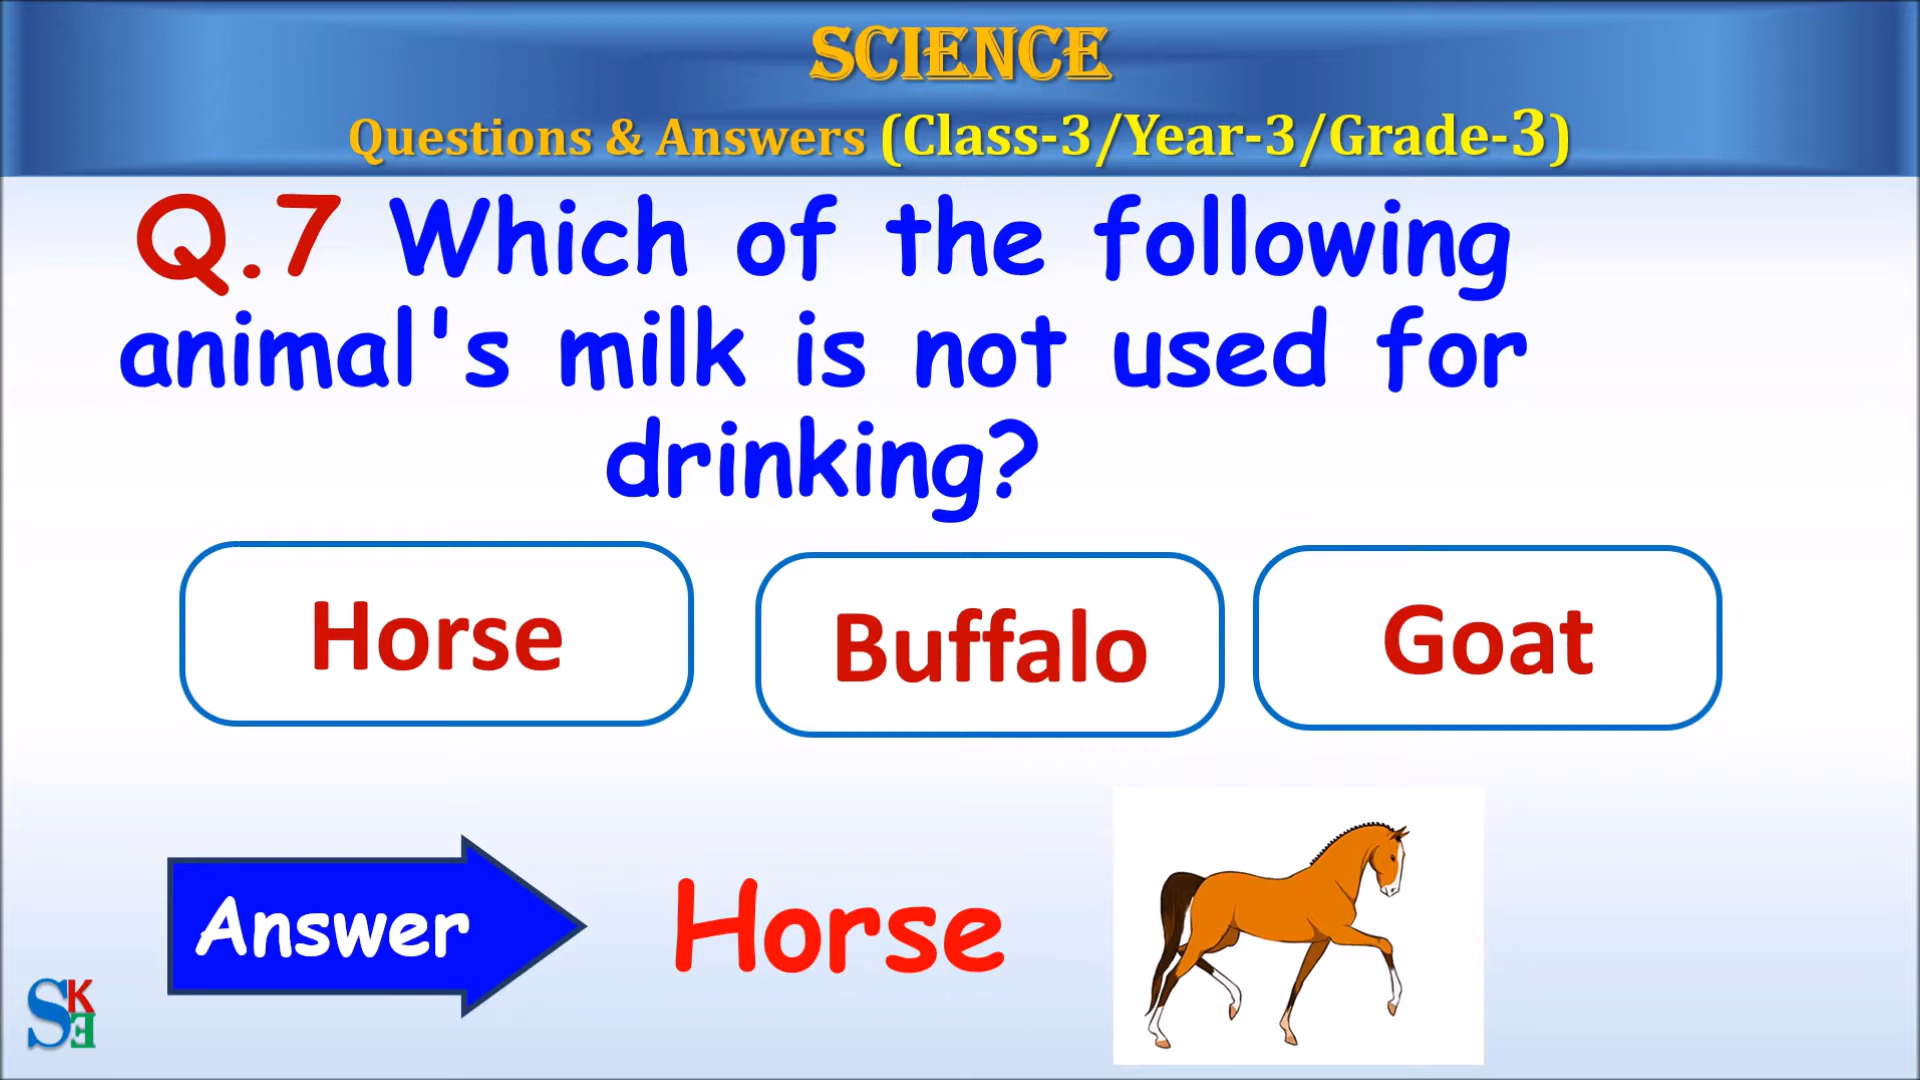 SCIENCE
Questions & Answers (Class-3/Year-3/Grade-3)
Q.7 Which of the following
animal's milk is not used for
drinking?
Horse
Buffalo
Goat
Answer
Horse
SKE